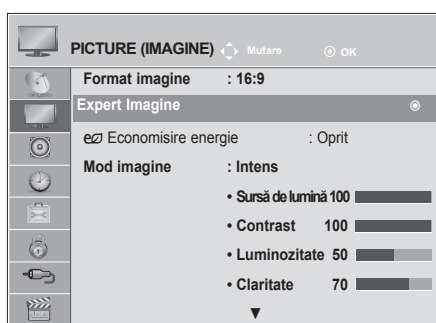 PICTURE (IMAGINE) Mutare OK
Format imagine : 16:9
Expert Imagine
Economisire energie : Oprit
Mod imagine : Intens
• Sursă de lumină 100
• Contrast 100
• Luminozitate 50
• Claritate 70
▼